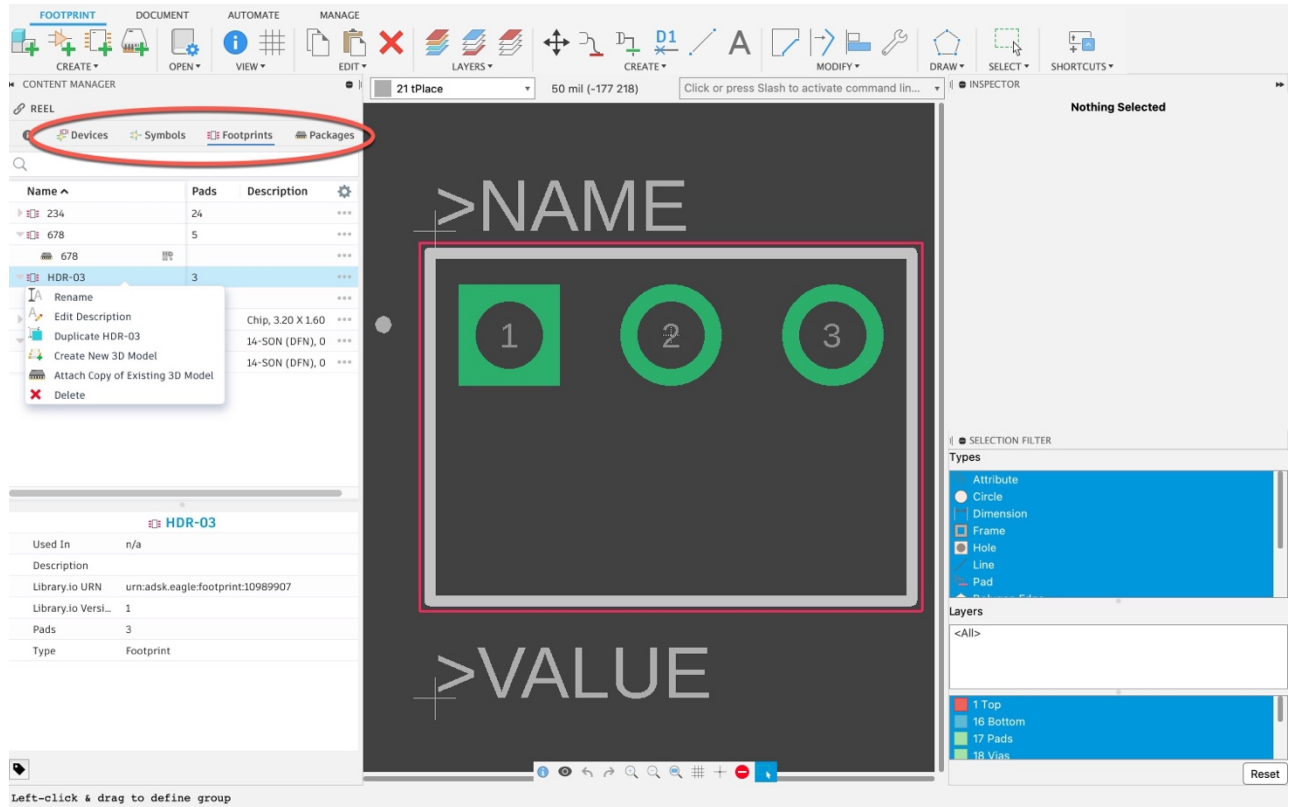 FOOTPRINT DOCUMENT AUTOMATE MANAGE
D1
CREATE ▾ OPEN ▾ VIEW ▾ EDIT ▾ LAYERS ▾ CREATE ▾ MODIFY ▾ DRAW ▾ SELECT ▾ SHORTCUTS ▾
CONTENT MANAGER
21 tPlace
50 mil (-177 218)
Click or press Slash to activate command lin...
INSPECTOR
Nothing Selected
REEL
Devices Symbols Footprints Packages
Name Pads Description
234 24
678 5
678
HDR-03 3
Rename
Edit Description
Duplicate HDR-03
Create New 3D Model
Attach Copy of Existing 3D Model
Delete
Chip, 3.20 X 1.60
14-SON (DFN), 0
14-SON (DFN), 0
HDR-03
Used In n/a
Description
Library.io URN urn:adsk.eagle:footprint:10989907
Library.io Versi... 1
Pads 3
Type Footprint
>NAME
1 2 3
>VALUE
SELECTION FILTER
Types
Attribute
Circle
Dimension
Frame
Hole
Line
Pad
Layers
<All>
1 Top
16 Bottom
17 Pads
18 Vias
Reset
Left-click & drag to define group